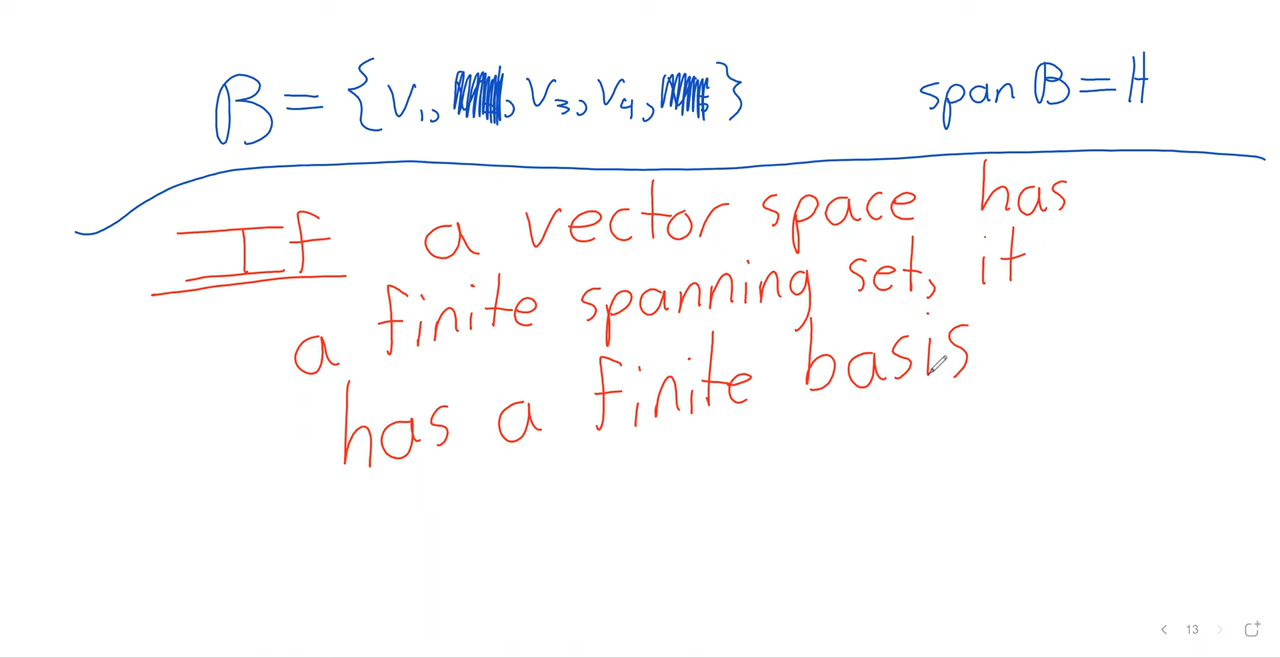 B = {v₁, , v₃, v₄, } span B = H
If a vector space has
a finite spanning set, it
has a finite basis
13